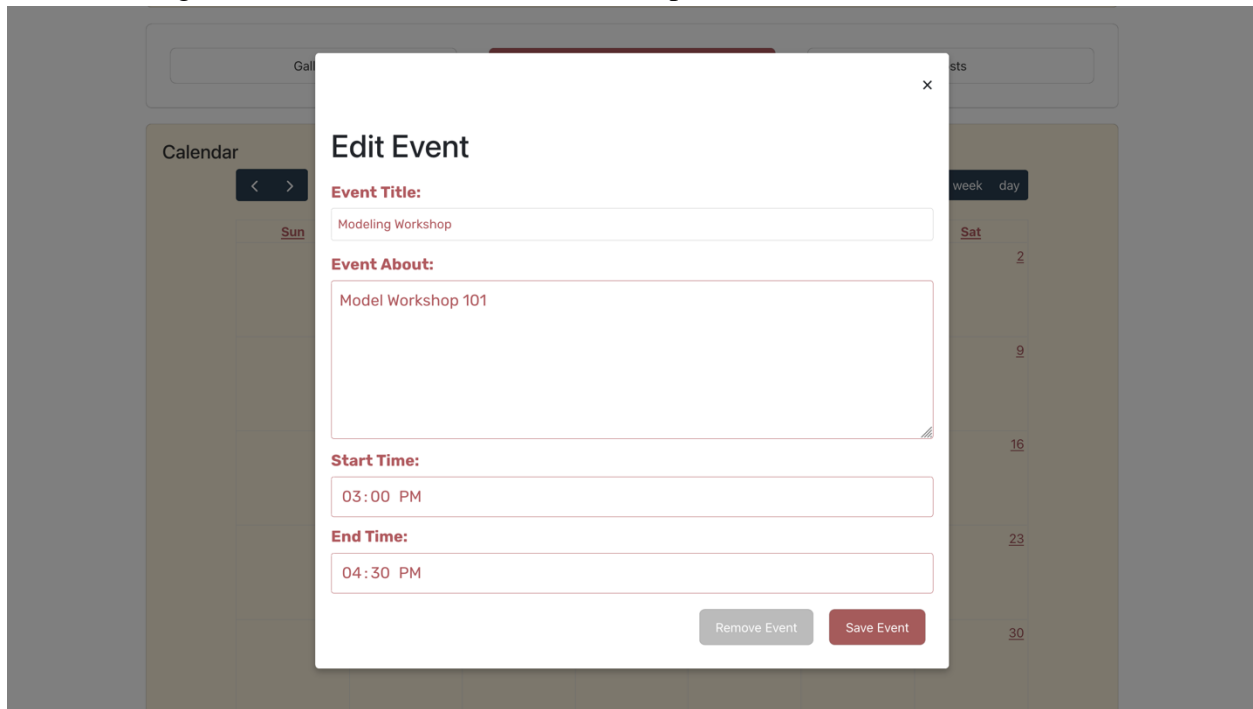 Gall
sts
×
Calendar
Edit Event
week day
Event Title:
Sun
Modeling Workshop
Sat
2
Event About:
Model Workshop 101
9
16
Start Time:
03:00 PM
End Time:
23
04:30 PM
Remove Event
Save Event
30